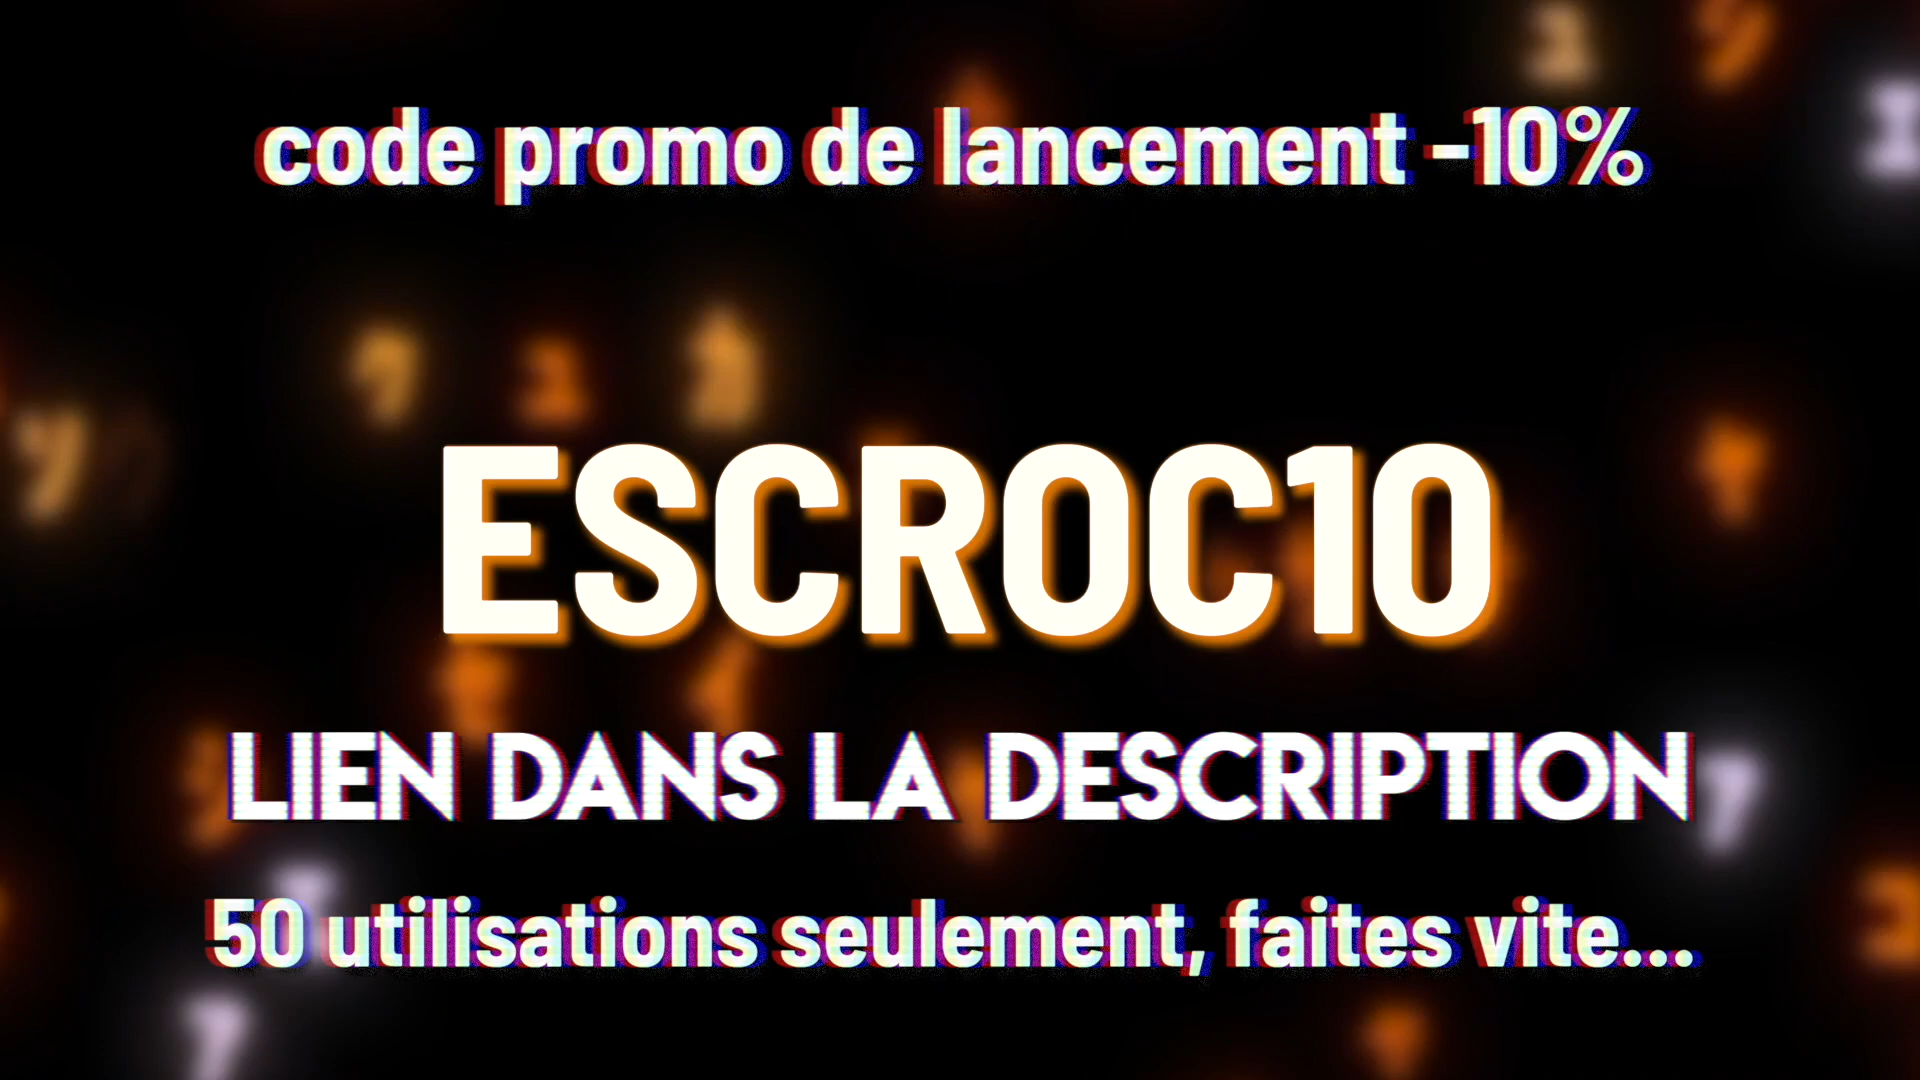 code promo de lancement -10%
ESCROC10
LIEN DANS LA DESCRIPTION
50 utilisations seulement, faites vite...